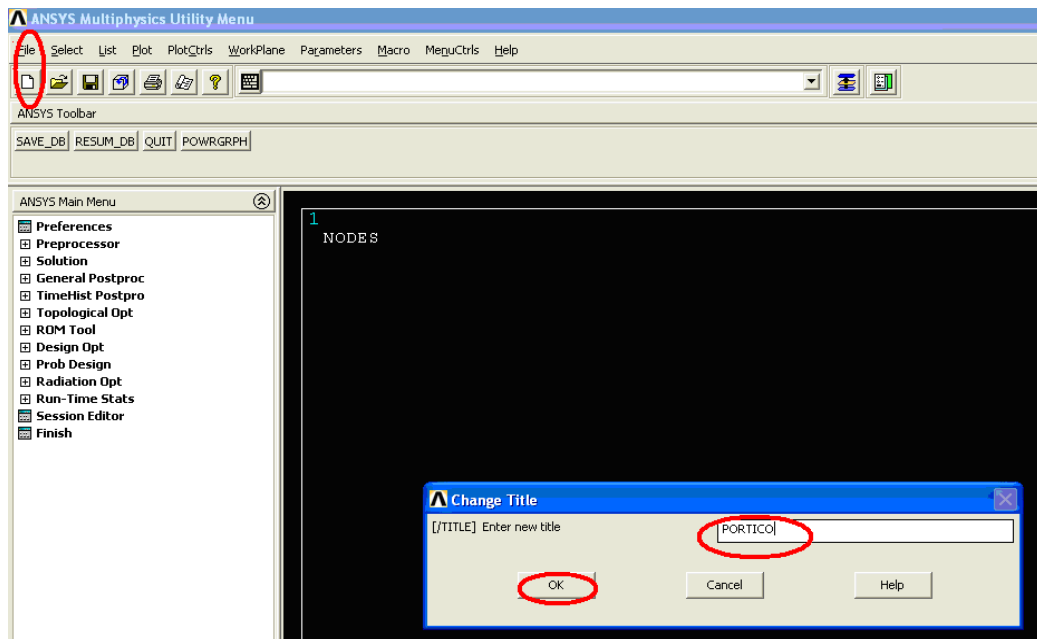 ANSYS Multiphysics Utility Menu
File Select List Plot PlotCtrls WorkPlane Parameters Macro MenuCtrls Help
ANSYS Toolbar
SAVE_DB RESUM_DB QUIT POWRGRPH
ANSYS Main Menu
Preferences
Preprocessor
Solution
General Postproc
TimeHist Postpro
Topological Opt
ROM Tool
Design Opt
Prob Design
Radiation Opt
Run-Time Stats
Session Editor
Finish
1
NODES
Change Title
[/TITLE] Enter new title PORTICO
OK Cancel Help